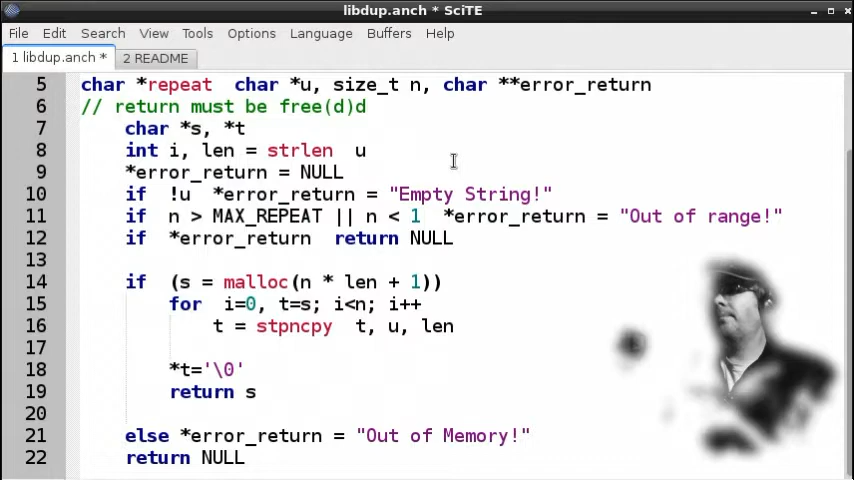 libdup.anch * SciTE
File Edit Search View Tools Options Language Buffers Help
1 libdup.anch * 2 README
5 char *repeat  char *u, size_t n, char **error_return
6 // return must be free(d)d
7 char *s, *t
8 int i, len = strlen  u
9 *error_return = NULL
10 if  !u  *error_return = "Empty String!"
11 if  n > MAX_REPEAT || n < 1  *error_return = "Out of range!"
12 if  *error_return  return NULL
13
14 if  (s = malloc(n * len + 1))
15 for  i=0, t=s; i<n; i++
16 t = stpncpy  t, u, len
17
18 *t='\0'
19 return s
20
21 else *error_return = "Out of Memory!"
22 return NULL